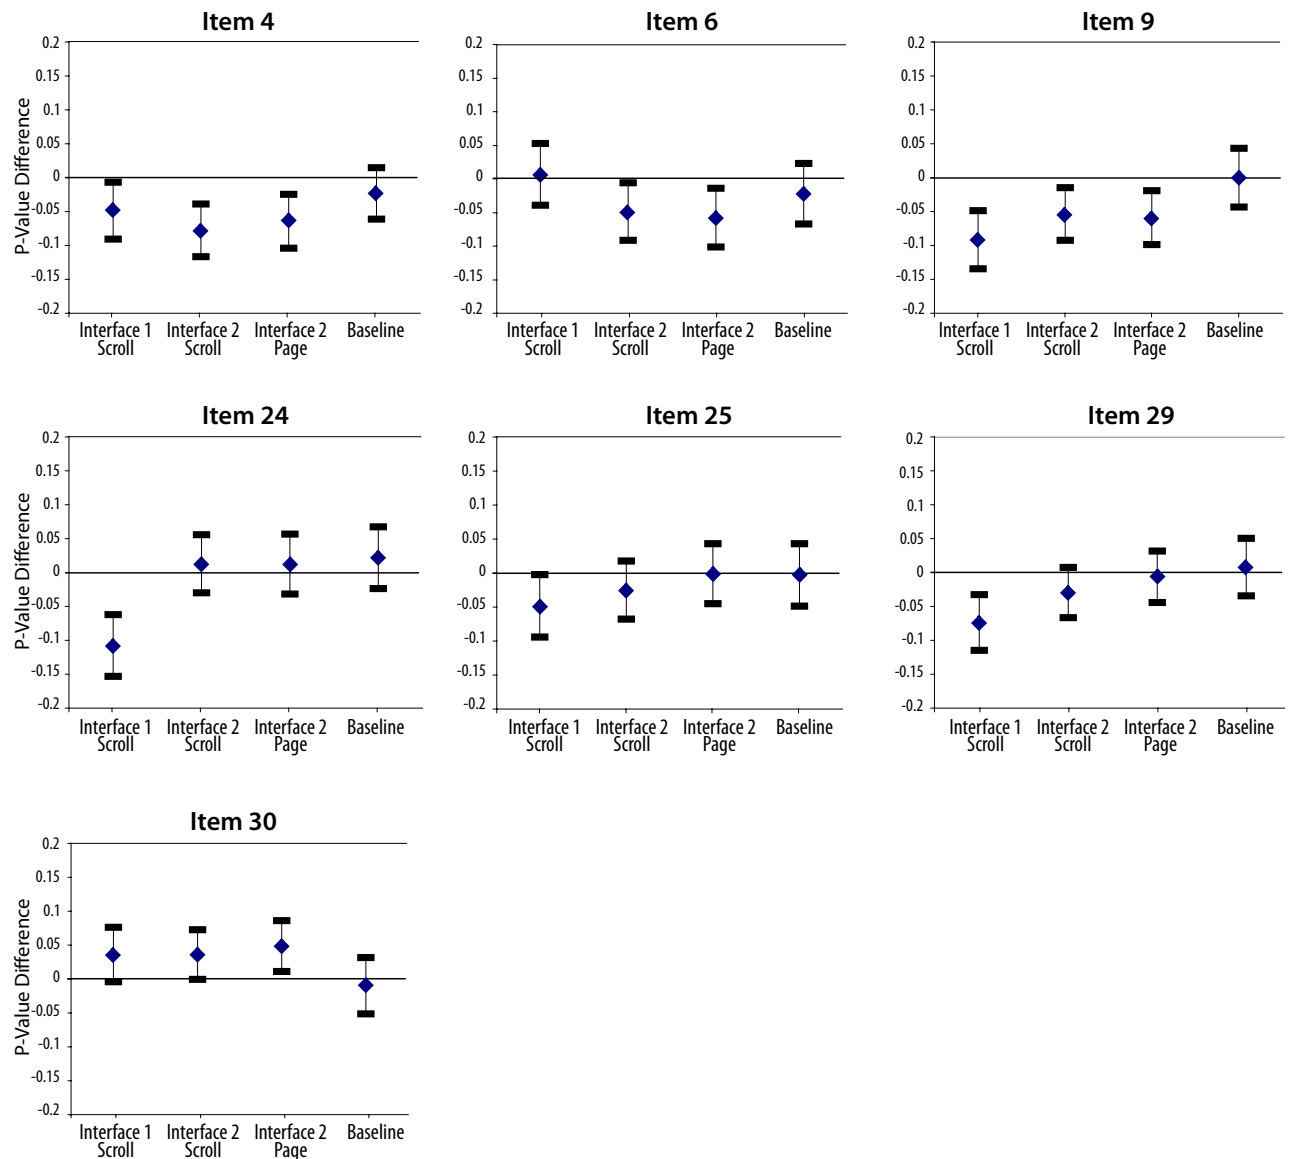 Item 4
P-Value Difference
0.2
0.15
0.1
0.05
0
-0.05
-0.1
-0.15
-0.2
Interface 1 Scroll
Interface 2 Scroll
Interface 2 Page
Baseline
Item 6
0.2
0.15
0.1
0.05
0
-0.05
-0.1
-0.15
-0.2
Interface 1 Scroll
Interface 2 Scroll
Interface 2 Page
Baseline
Item 9
0.2
0.15
0.1
0.05
0
-0.05
-0.1
-0.15
-0.2
Interface 1 Scroll
Interface 2 Scroll
Interface 2 Page
Baseline
Item 24
P-Value Difference
0.2
0.15
0.1
0.05
0
-0.05
-0.1
-0.15
-0.2
Interface 1 Scroll
Interface 2 Scroll
Interface 2 Page
Baseline
Item 25
0.2
0.15
0.1
0.05
0
-0.05
-0.1
-0.15
-0.2
Interface 1 Scroll
Interface 2 Scroll
Interface 2 Page
Baseline
Item 29
0.2
0.15
0.1
0.05
0
-0.05
-0.1
-0.15
-0.2
Interface 1 Scroll
Interface 2 Scroll
Interface 2 Page
Baseline
Item 30
P-Value Difference
0.2
0.15
0.1
0.05
0
-0.05
-0.1
-0.15
-0.2
Interface 1 Scroll
Interface 2 Scroll
Interface 2 Page
Baseline